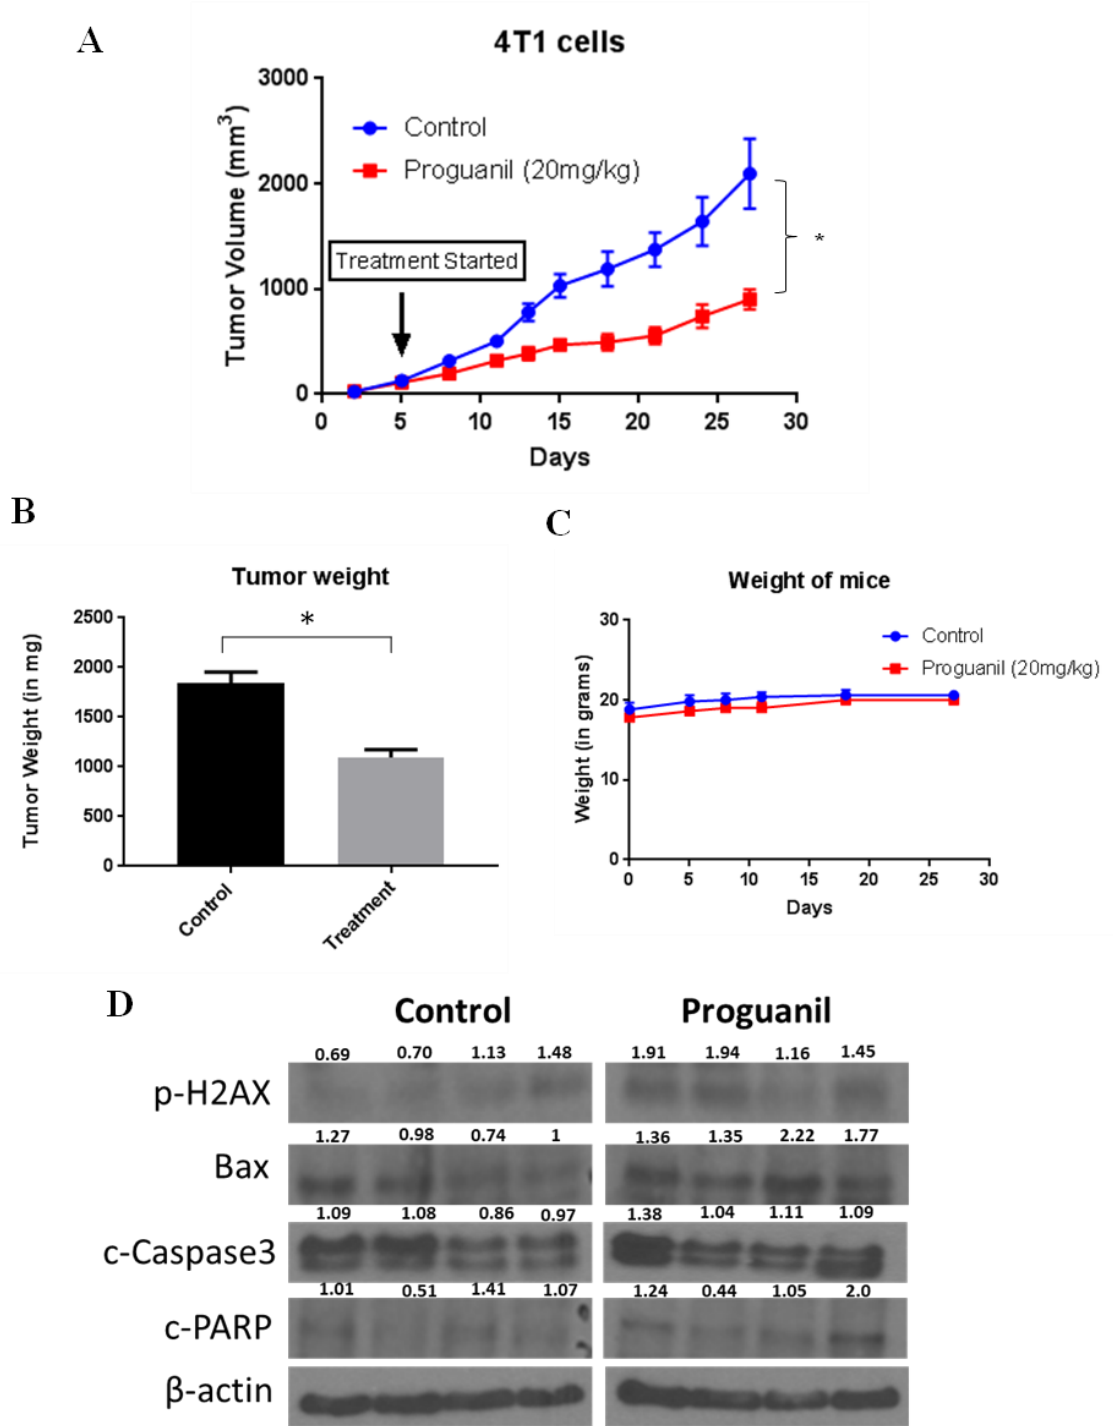 A
4T1 cells
Tumor Volume (mm3)
3000
2000
1000
0
Control
Proguanil (20mg/kg)
Treatment Started
*
0 5 10 15 20 25 30
Days
B
Tumor weight
Tumor Weight (in mg)
2500
2000
1500
1000
500
0
*
Control
Treatment
C
Weight of mice
Weight (in grams)
30
20
10
0
Control
Proguanil (20mg/kg)
0 5 10 15 20 25 30
Days
D
Control Proguanil
0.69 0.70 1.13 1.48 1.91 1.94 1.16 1.45
p-H2AX
1.27 0.98 0.74 1 1.36 1.35 2.22 1.77
Bax
1.09 1.08 0.86 0.97 1.38 1.04 1.11 1.09
c-Caspase3
1.01 0.51 1.41 1.07 1.24 0.44 1.05 2.0
c-PARP
β-actin